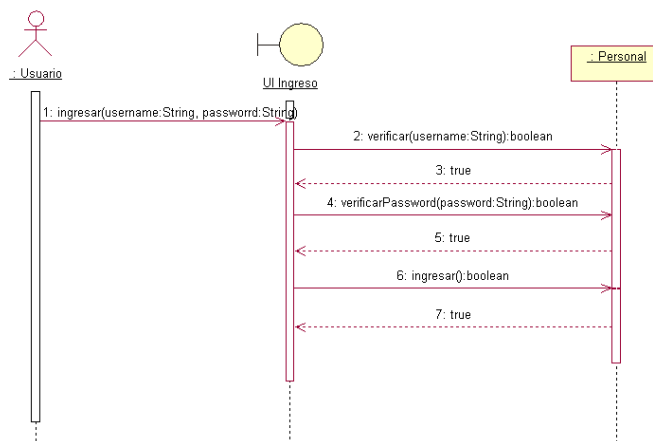 : Usuario
UI Ingreso
: Personal
1: ingresar(username:String, passworrd:String)
2: verificar(username:String):boolean
3: true
4: verificarPassword(password:String):boolean
5: true
6: ingresar():boolean
7: true